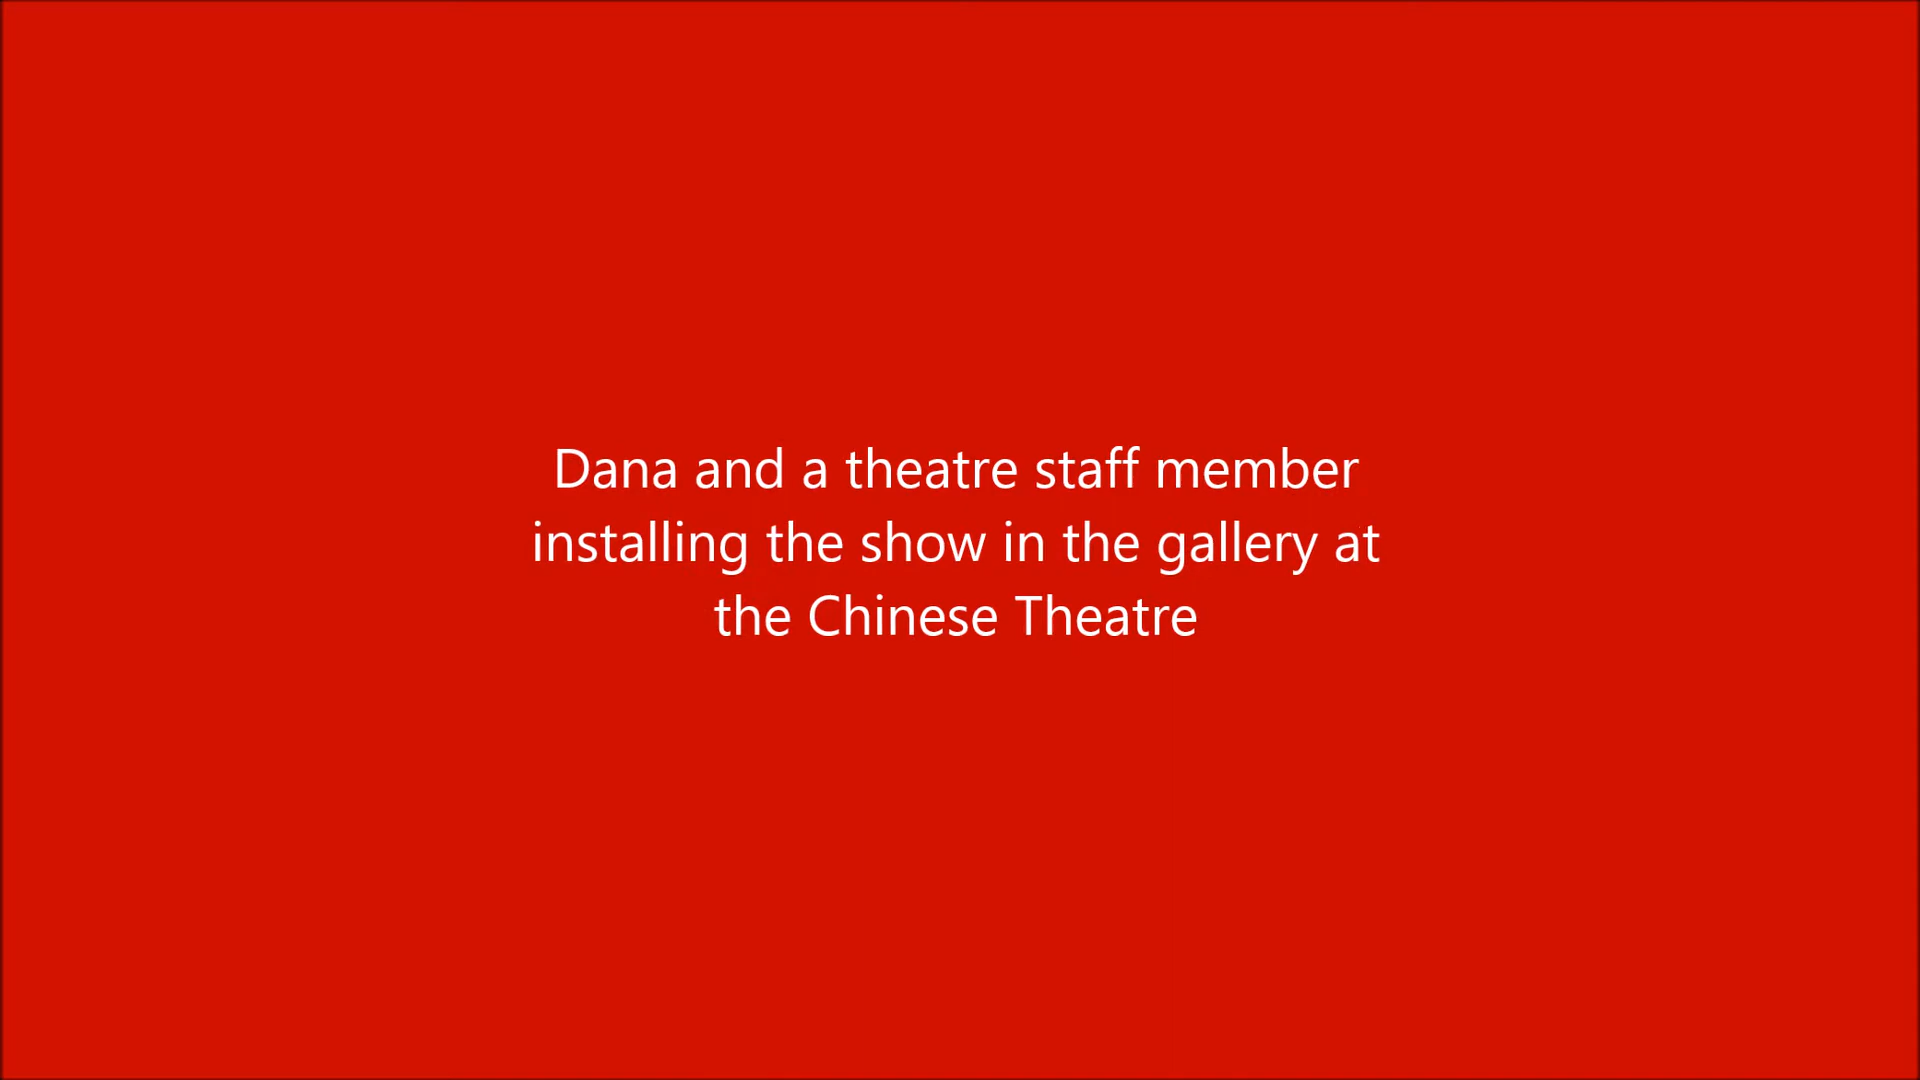 Dana and a theatre staff member
installing the show in the gallery at
the Chinese Theatre